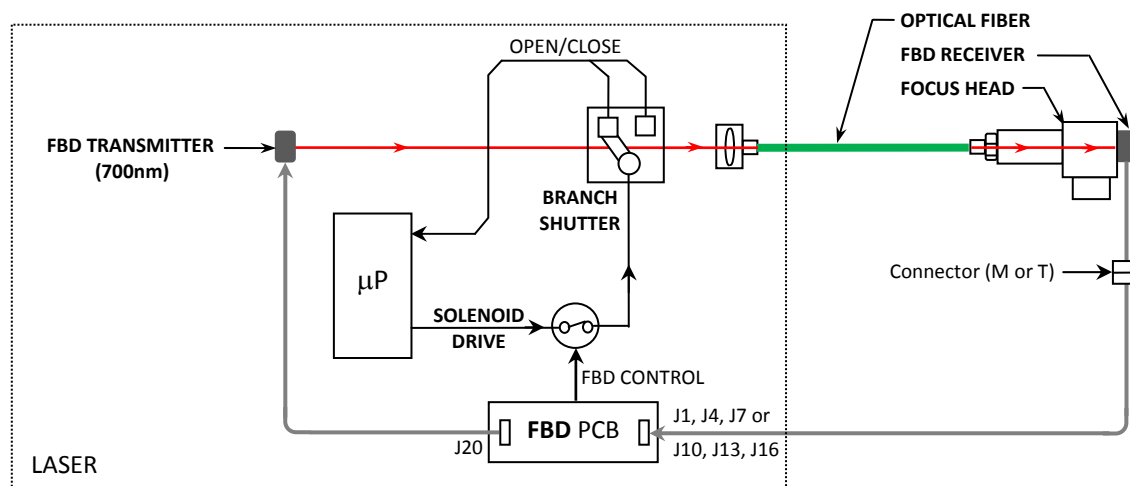 OPTICAL FIBER
FBD RECEIVER
FOCUS HEAD
OPEN/CLOSE
FBD TRANSMITTER
(700nm)
BRANCH
SHUTTER
μP
Connector (M or T)
SOLENOID
DRIVE
FBD CONTROL
J1, J4, J7 or
FBD PCB
J20
J10, J13, J16
LASER